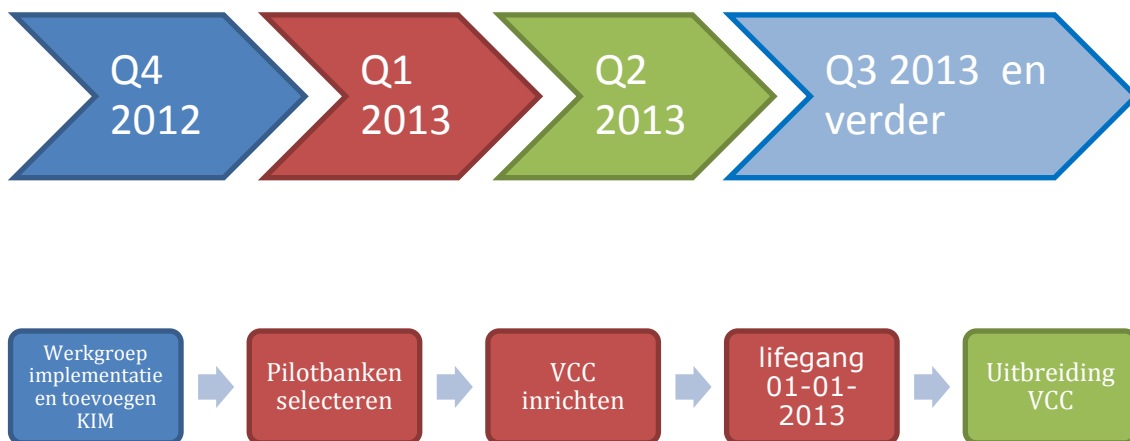 Q4
2012
Q1
2013
Q2
2013
Q3 2013 en
verder
Werkgroep
implementatie
en toevoegen
KIM
Pilotbanken
selecteren
VCC
inrichten
lifegang
01-01-
2013
Uitbreiding
VCC